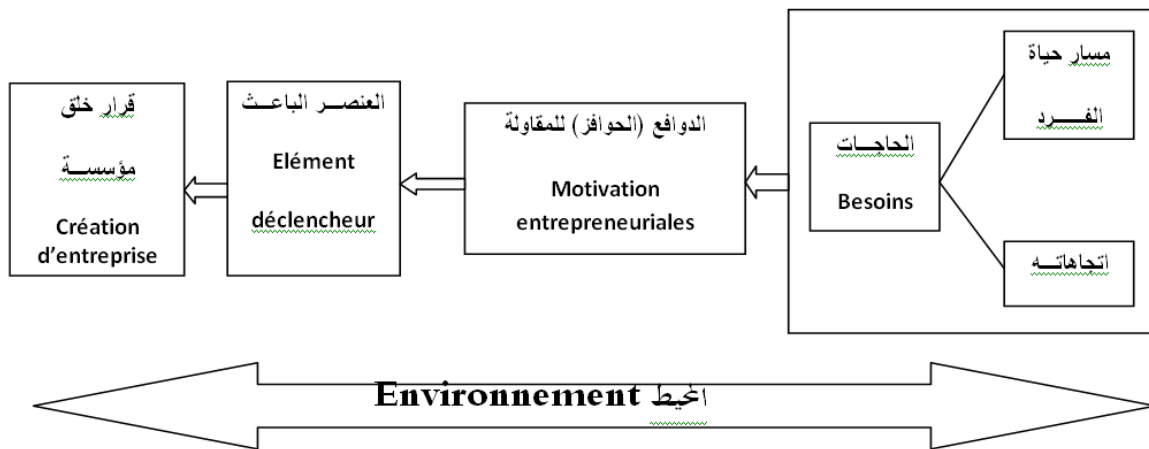 مسار حياة
الفــــرد
الحاجــات
Besoins
اتجاهاتــه
الدوافع (الحوافز) للمقاولة
Motivation
entrepreneuriales
العنصــر الباعــث
Elément
déclencheur
قرار خلق
مؤسســـة
Création
d’entreprise
المحيط Environnement